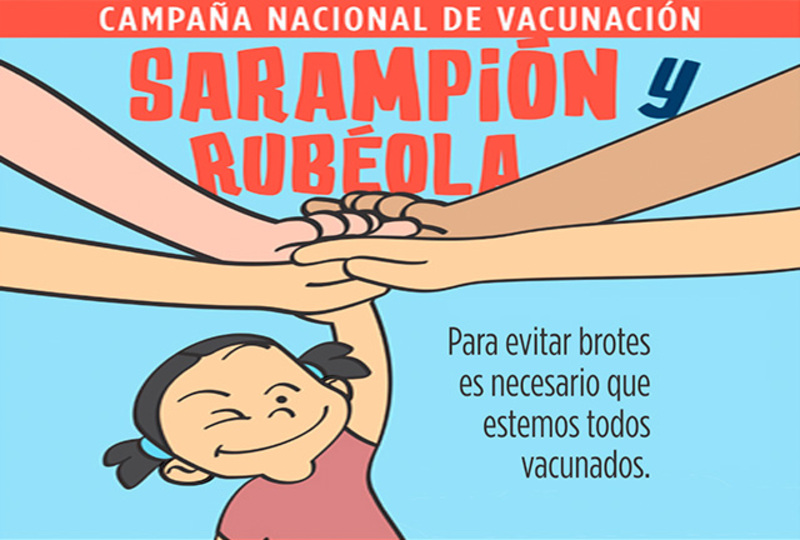 CAMPAÑA NACIONAL DE VACUNACIÓN
SARAMPIÓN y
RUBÉOLA
Para evitar brotes
es necesario que
estemos todos
vacunados.